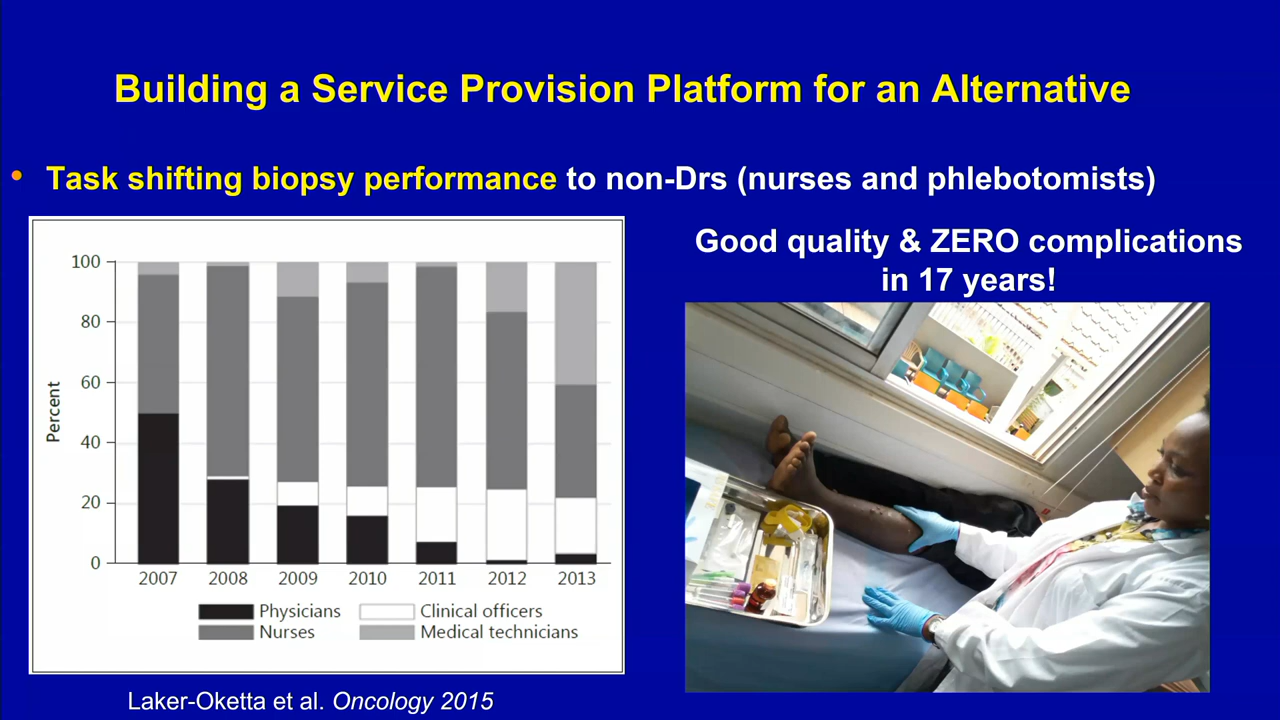 Building a Service Provision Platform for an Alternative
• Task shifting biopsy performance to non-Drs (nurses and phlebotomists)
Good quality & ZERO complications
in 17 years!
Percent
100
80
60
40
20
0
2007 2008 2009 2010 2011 2012 2013
Physicians Clinical officers
Nurses Medical technicians
Laker-Oketta et al. Oncology 2015